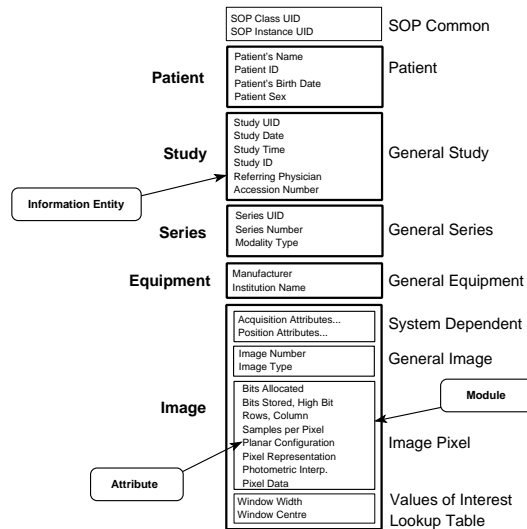 SOP Class UID
SOP Instance UID
SOP Common
Patient
Patient's Name
Patient ID
Patient's Birth Date
Patient Sex
Patient
Study
Study UID
Study Date
Study Time
Study ID
Referring Physician
Accession Number
General Study
Information Entity
Series
Series UID
Series Number
Modality Type
General Series
Equipment
Manufacturer
Institution Name
General Equipment
Acquisition Attributes...
Position Attributes...
System Dependent
Image Number
Image Type
General Image
Image
Bits Allocated
Bits Stored, High Bit
Rows, Column
Samples per Pixel
Planar Configuration
Pixel Representation
Photometric Interp.
Pixel Data
Module
Image Pixel
Attribute
Window Width
Window Centre
Values of Interest
Lookup Table